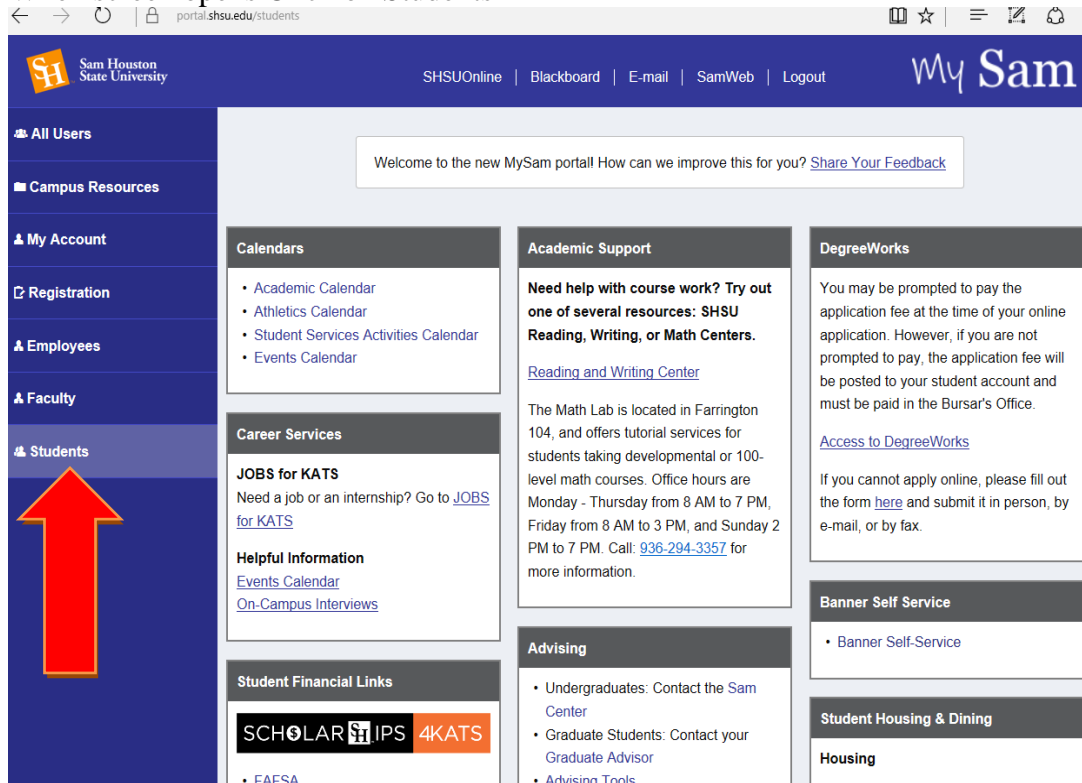 portal.shsu.edu/students
Sam Houston
State University
SHSUOnline | Blackboard | E-mail | SamWeb | Logout
My Sam
All Users
Campus Resources
My Account
Registration
Employees
Faculty
Students
Welcome to the new MySam portal! How can we improve this for you? Share Your Feedback
Calendars
• Academic Calendar
• Athletics Calendar
• Student Services Activities Calendar
• Events Calendar
Career Services
JOBS for KATS
Need a job or an internship? Go to JOBS
for KATS
Helpful Information
Events Calendar
On-Campus Interviews
Student Financial Links
SCHOLAR SH IPS 4KATS
• FAFSA
Academic Support
Need help with course work? Try out
one of several resources: SHSU
Reading, Writing, or Math Centers.
Reading and Writing Center
The Math Lab is located in Farrington
104, and offers tutorial services for
students taking developmental or 100-
level math courses. Office hours are
Monday - Thursday from 8 AM to 7 PM,
Friday from 8 AM to 3 PM, and Sunday 2
PM to 7 PM. Call: 936-294-3357 for
more information.
Advising
• Undergraduates: Contact the Sam
Center
• Graduate Students: Contact your
Graduate Advisor
• Advising Tools
DegreeWorks
You may be prompted to pay the
application fee at the time of your online
application. However, if you are not
prompted to pay, the application fee will
be posted to your student account and
must be paid in the Bursar's Office.
Access to DegreeWorks
If you cannot apply online, please fill out
the form here and submit it in person, by
e-mail, or by fax.
Banner Self Service
• Banner Self-Service
Student Housing & Dining
Housing